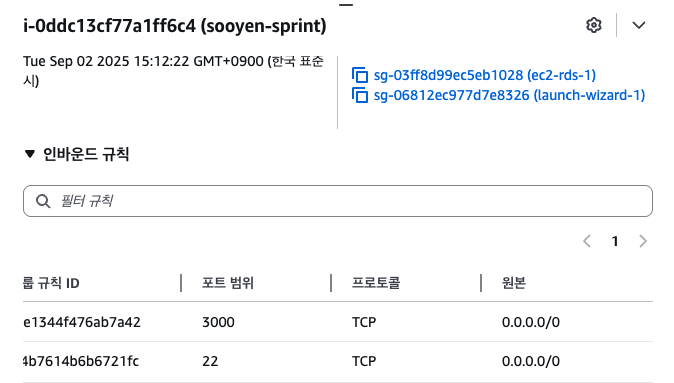 i-0ddc13cf77a1ff6c4 (sooyen-sprint)
Tue Sep 02 2025 15:12:22 GMT+0900 (한국 표준
시)
sg-03ff8d99ec5eb1028 (ec2-rds-1)
sg-06812ec977d7e8326 (launch-wizard-1)
▼ 인바운드 규칙
필터 규칙
1
룹 규칙 ID 포트 범위 프로토콜 원본
e1344f476ab7a42 3000 TCP 0.0.0.0/0
4b7614b6b6721fc 22 TCP 0.0.0.0/0